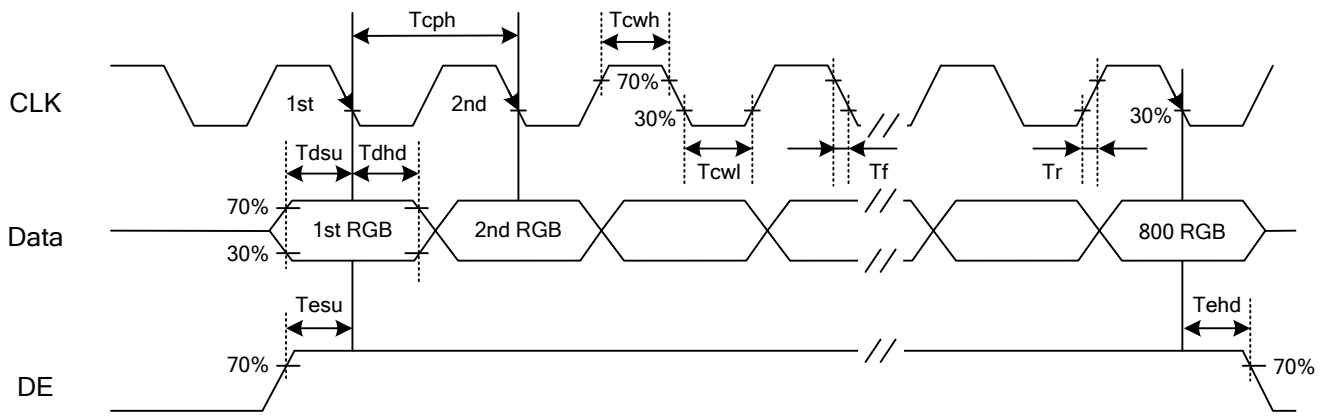 Tcph
Tcwh
CLK
1st
2nd
70%
30%
30%
Tdsu
Tdhd
Tcwl
Tf
Tr
70%
Data
1st RGB
2nd RGB
800 RGB
30%
Tesu
Tehd
70%
70%
DE